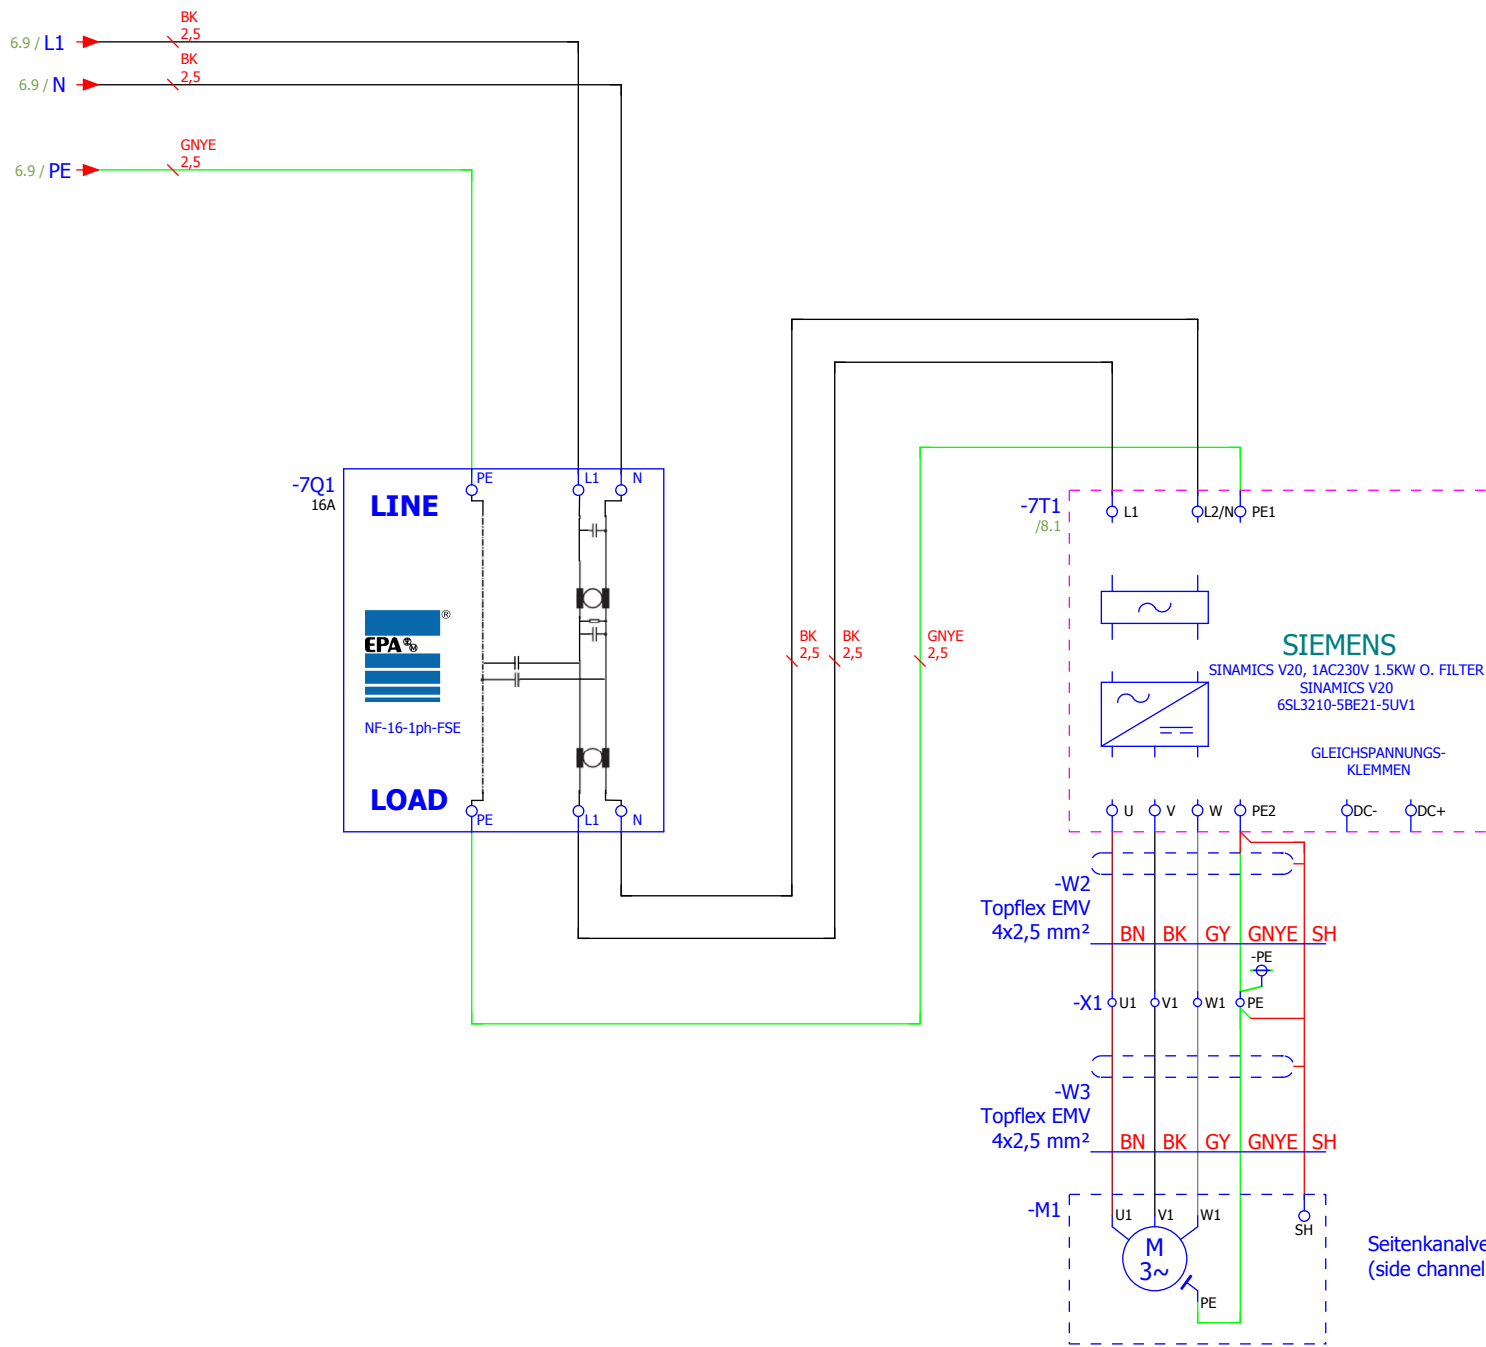 BK
2,5
6.9 / L1
BK
2,5
6.9 / N
GNYE
2,5
6.9 / PE
-7Q1
16A
LINE
PE
L1
N
EPA
®
NF-16-1ph-FSE
LOAD
PE
L1
N
BK
2,5
BK
2,5
GNYE
2,5
-7T1
/8.1
L1
L2/N
PE1
SIEMENS
SINAMICS V20, 1AC230V 1.5KW O. FILTER
SINAMICS V20
6SL3210-5BE21-5UV1
GLEICHSPANNUNGS-
KLEMMEN
U
V
W
PE2
DC-
DC+
-W2
Topflex EMV
4x2,5 mm²
BN
BK
GY
GNYE
SH
-PE
-X1
U1
V1
W1
PE
-W3
Topflex EMV
4x2,5 mm²
BN
BK
GY
GNYE
SH
-M1
U1
V1
W1
SH
M
3~
PE
Seitenkanalve
(side channel